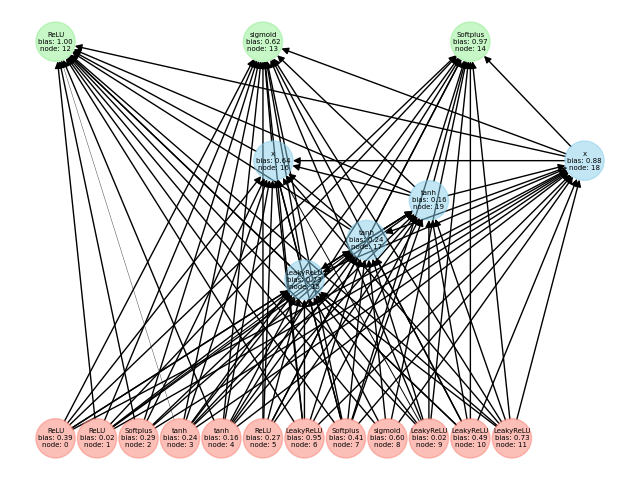 ReLU
bias: 1.00
node: 12
sigmoid
bias: 0.62
node: 13
Softplus
bias: 0.97
node: 14
x
bias: 0.64
node: 16
x
bias: 0.88
node: 18
tanh
bias: 0.16
node: 19
tanh
bias: 0.24
node: 17
LeakyReLU
node: 15
ReLU
bias: 0.39
node: 0
ReLU
bias: 0.02
node: 1
Softplus
bias: 0.29
node: 2
tanh
bias: 0.24
node: 3
tanh
bias: 0.16
node: 4
ReLU
bias: 0.27
node: 5
LeakyReLU
bias: 0.95
node: 6
Softplus
bias: 0.41
node: 7
sigmoid
bias: 0.60
node: 8
LeakyReLU
bias: 0.02
node: 9
LeakyReLU
bias: 0.49
node: 10
LeakyReLU
bias: 0.73
node: 11